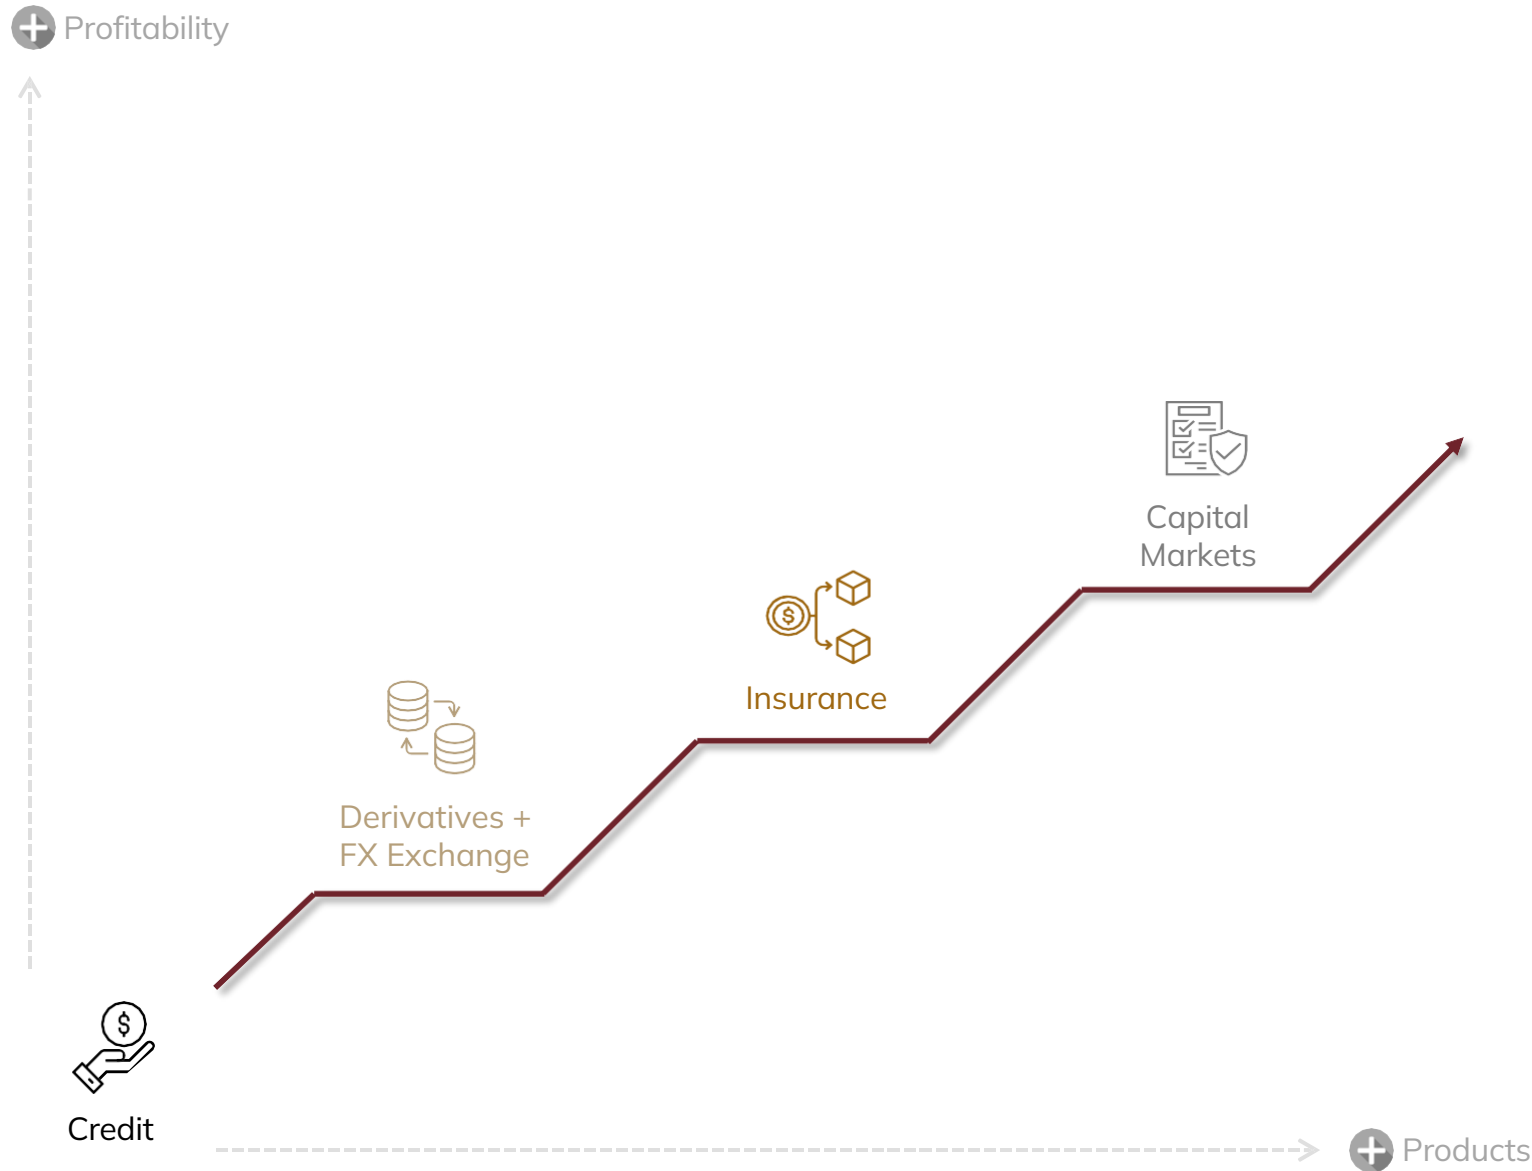 Profitability
Capital
Markets
Insurance
Derivatives +
FX Exchange
Credit
Products